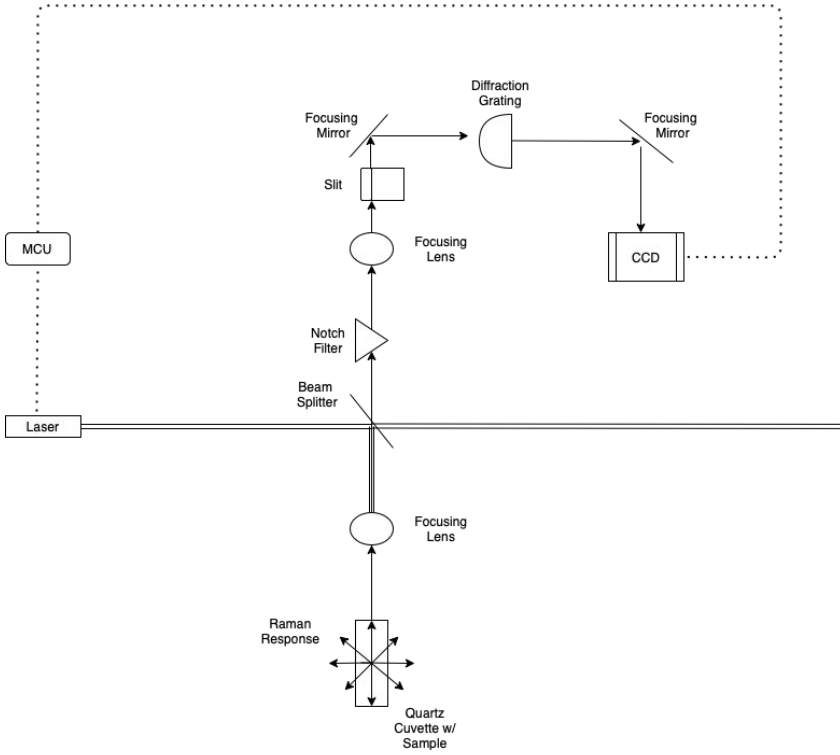 Diffraction
Grating
Focusing
Mirror
Focusing
Mirror
Slit
MCU
Focusing
Lens
CCD
Notch
Filter
Beam
Splitter
Laser
Focusing
Lens
Raman
Response
Quartz
Cuvette w/
Sample